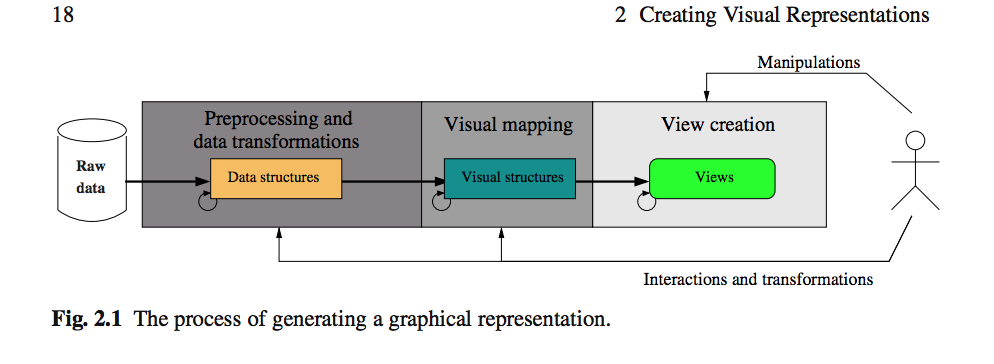 18
2 Creating Visual Representations
Manipulations
Preprocessing and
data transformations
Visual mapping
View creation
Raw
data
Data structures
Visual structures
Views
Interactions and transformations
Fig. 2.1 The process of generating a graphical representation.